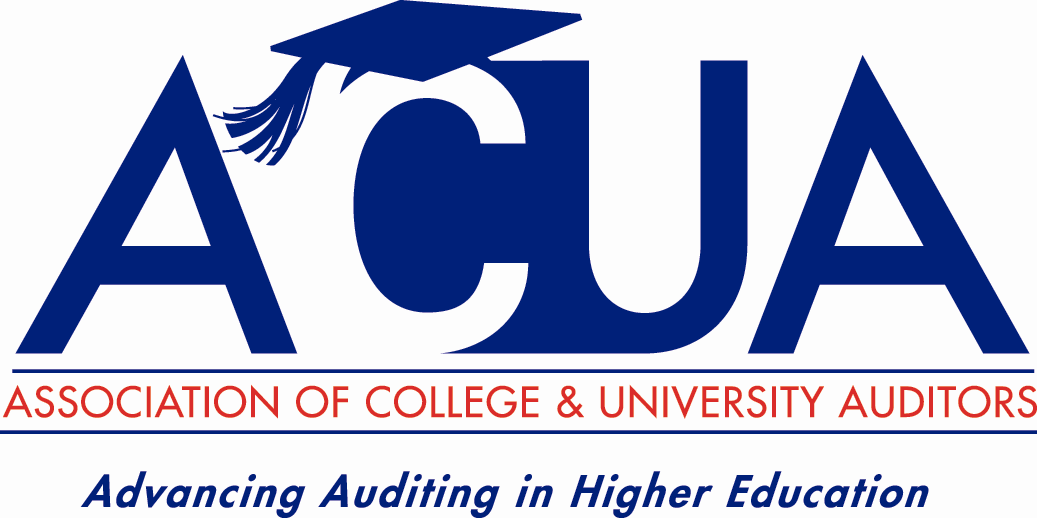 ACUA
ASSOCIATION OF COLLEGE & UNIVERSITY AUDITORS
Advancing Auditing in Higher Education